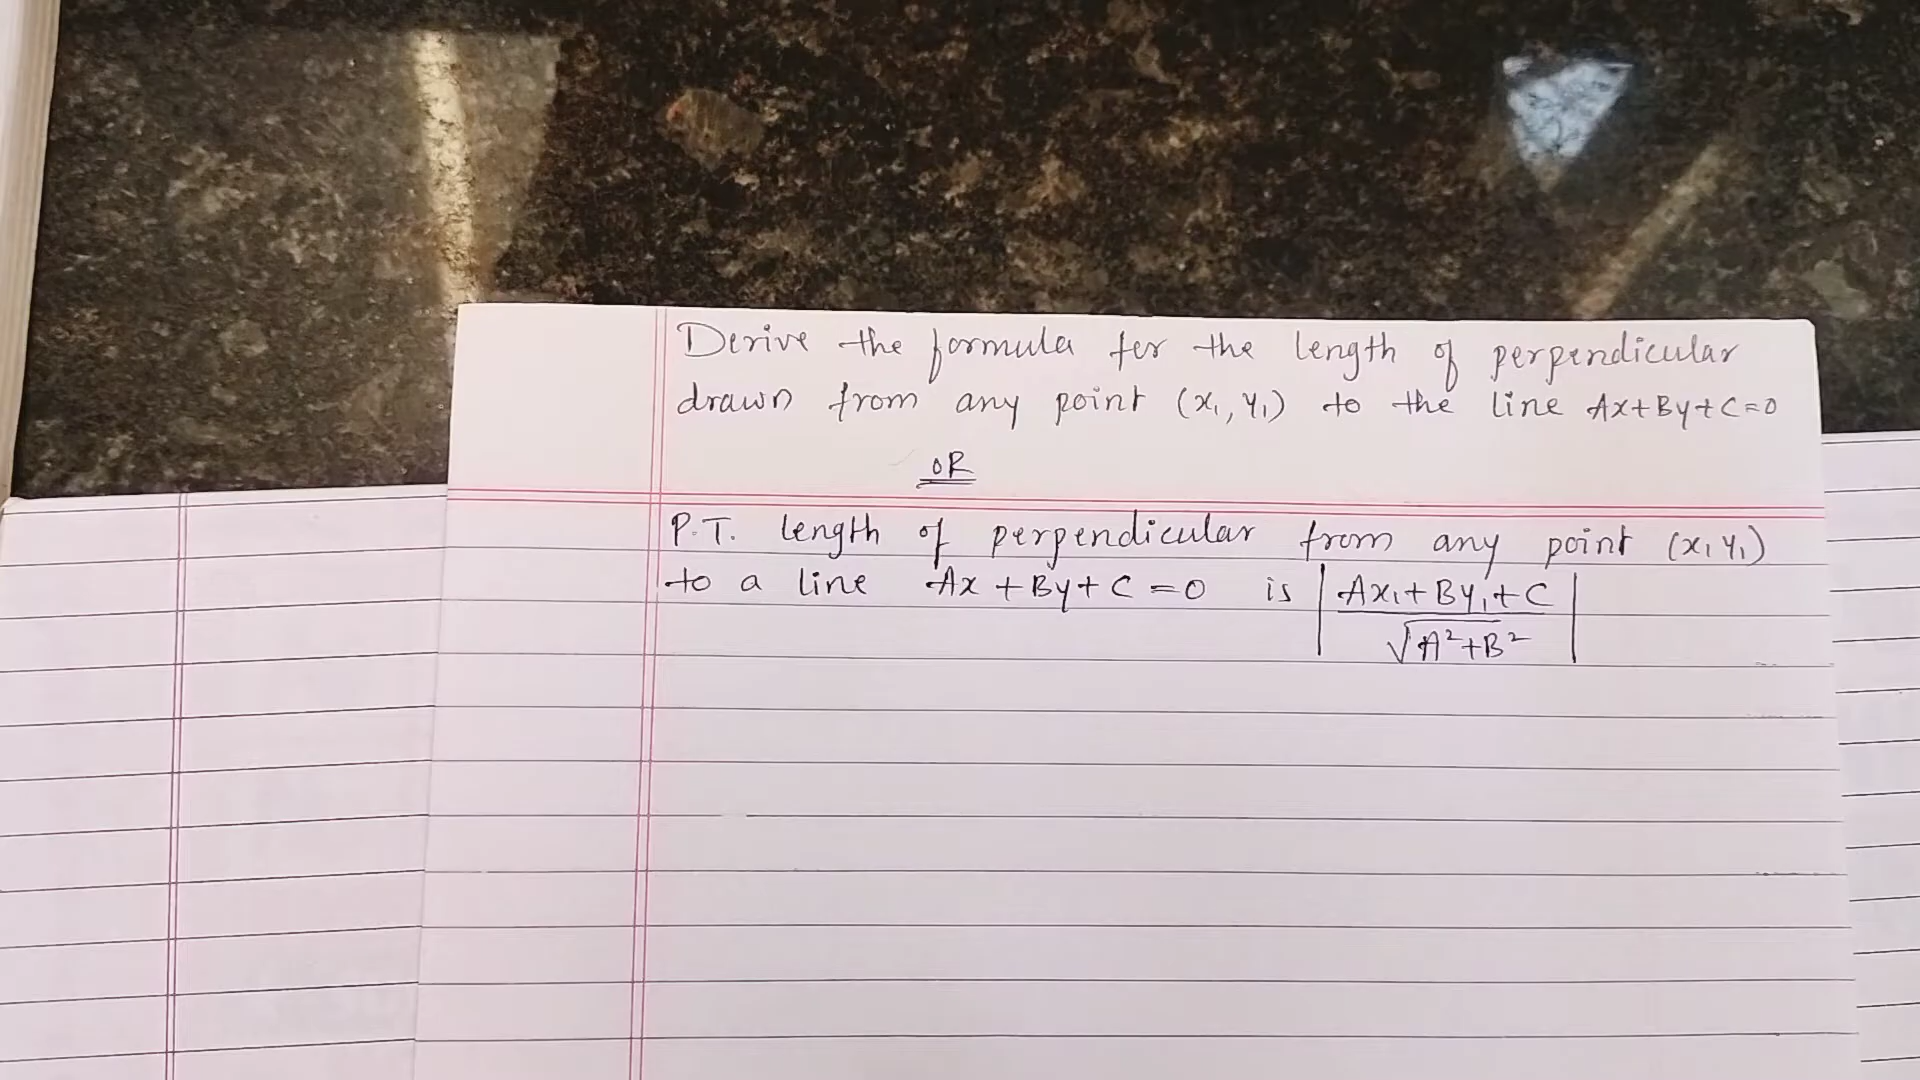 Derive the formula for the length of perpendicular
drawn from any point (x₁, y₁) to the line Ax+By+C=0
OR
P.T. length of perpendicular from any point (x₁ y₁)
to a line Ax + By + C = 0 is | Ax₁ + By₁ + C / √A² + B² |